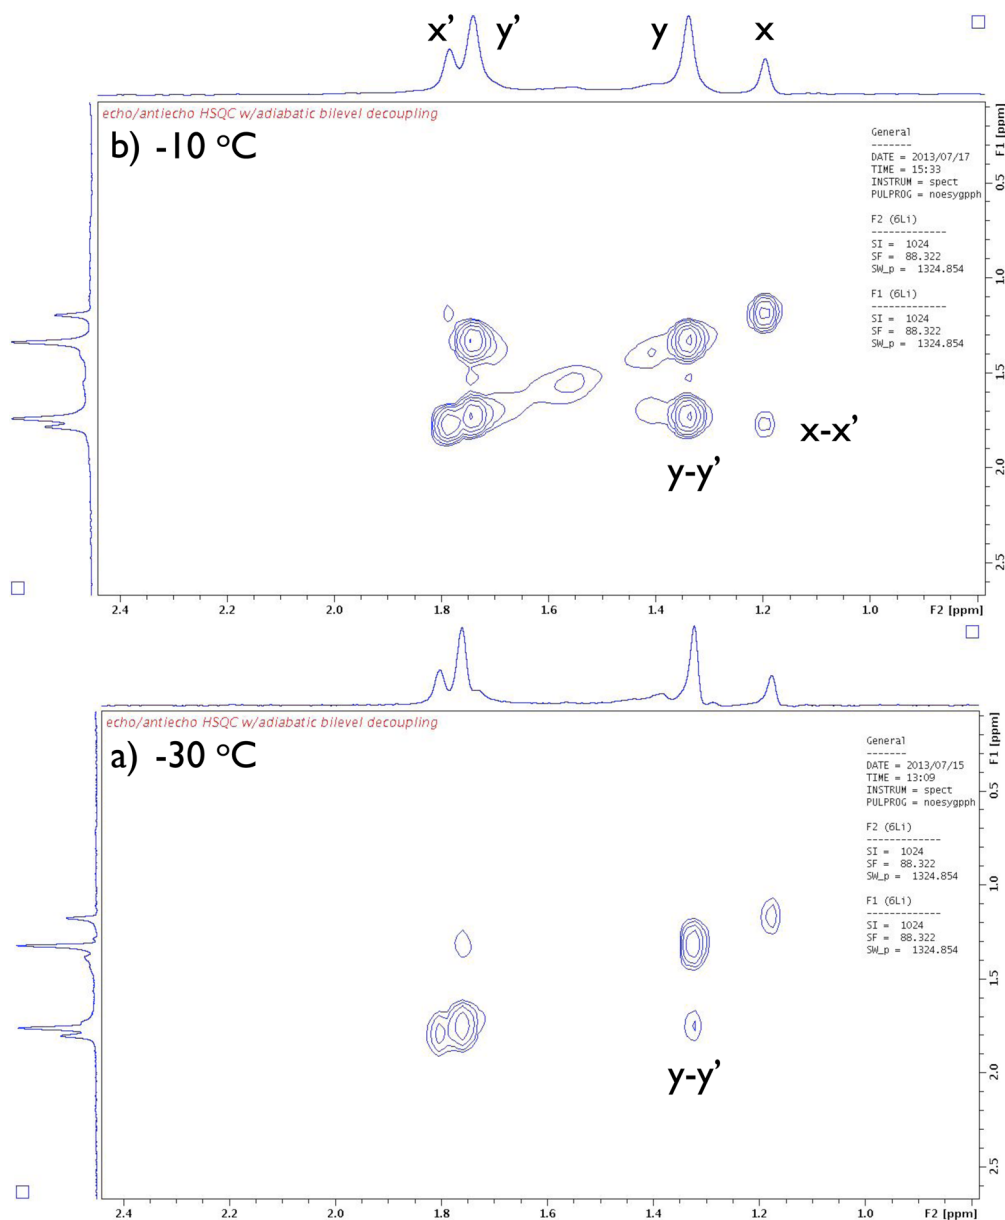 x’ y’ y x
echo/antiecho HSQC w/adiabatic bilevel decoupling
b) -10 °C
General
-------
DATE = 2013/07/17
TIME = 15:33
INSTRUM = spect
PULPROG = noesygpph
F2 (6Li)
-------------
SI = 1024
SF = 88.322
SW_p = 1324.854
F1 (6Li)
-------------
SI = 1024
SF = 88.322
SW_p = 1324.854
F1 [ppm]
0.5
1.0
1.5
2.0
2.5
x-x’
y-y’
2.4 2.2 2.0 1.8 1.6 1.4 1.2 1.0 F2 [ppm]
echo/antiecho HSQC w/adiabatic bilevel decoupling
a) -30 °C
General
-------
DATE = 2013/07/15
TIME = 13:09
INSTRUM = spect
PULPROG = noesygpph
F2 (6Li)
-------------
SI = 1024
SF = 88.322
SW_p = 1324.854
F1 (6Li)
-------------
SI = 1024
SF = 88.322
SW_p = 1324.854
F1 [ppm]
0.5
1.0
1.5
2.0
2.5
y-y’
2.4 2.2 2.0 1.8 1.6 1.4 1.2 1.0 F2 [ppm]